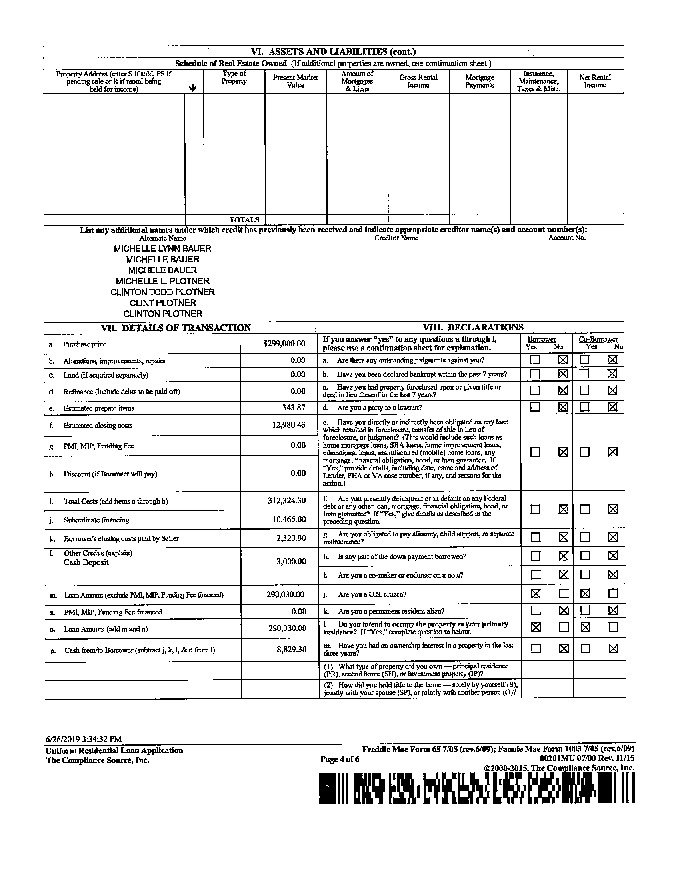 VI. ASSETS AND LIABILITIES (cont.)
Schedule of Real Estate Owned (If additional properties are owned, use continuation sheet.)
Property Address (enter S if sold, PS if pending sale or R if rental being held for income)
Type of Property
Present Market Value
Amount of Mortgages & Liens
Gross Rental Income
Mortgage Payments
Insurance, Maintenance, Taxes & Misc.
Net Rental Income
TOTALS
List any additional names under which credit has previously been received and indicate appropriate creditor name(s) and account number(s):
Alternate Name Creditor Name Account No.
MICHELLE LYNN BAUER
MICHELLE BAUER
MICHELE BAUER
MICHELLE L PLOTNER
CLINTON TODD PLOTNER
CLINT PLOTNER
CLINTON PLOTNER
VII. DETAILS OF TRANSACTION
a. Purchase price $299,000.00
b. Alterations, improvements, repairs 0.00
c. Land (if acquired separately) 0.00
d. Refinance (include debts to be paid off) 0.00
e. Estimated prepaid items
f. Estimated closing costs
g. PMI, MIP, Funding Fee 0.00
h. Discount (if Borrower will pay) 0.00
i. Total Costs (add items a through h)
j. Subordinate financing 10,465.00
k. Borrower's closing costs paid by Seller
l. Other Credits (explain)
Cash Deposit 3,000.00
m. Loan Amount (exclude PMI, MIP, Funding Fee financed)
n. PMI, MIP, Funding Fee financed 0.00
o. Loan Amount (add m and n)
p. Cash from/to Borrower (subtract j, k, l, & o from i) 8,829.30
VIII. DECLARATIONS
If you answer "yes" to any questions a through i,
please use a continuation sheet for explanation.
Borrower Co-Borrower
Yes No Yes No
a. Are there any outstanding judgments against you?
b. Have you been declared bankrupt within the past 7 years?
c. Have you had property foreclosed upon or given title or
deed in lieu thereof in the last 7 years?
d. Are you a party to a lawsuit?
e. Have you directly or indirectly been obligated on any loan
which resulted in foreclosure, transfer of title in lieu of
foreclosure, or judgment? (This would include such loans as
home mortgage loans, SBA loans, home improvement loans,
educational loans, manufactured (mobile) home loans, any
mortgage, financial obligation, bond, or loan guarantee. If
"Yes," provide details, including date, name and address of
Lender, FHA or VA case number, if any, and reasons for the
action.)
f. Are you presently delinquent or in default on any Federal
debt or any other loan, mortgage, financial obligation, bond, or
loan guarantee? If "Yes," give details as described in the
preceding question.
g. Are you obligated to pay alimony, child support, or separate
maintenance?
h. Is any part of the down payment borrowed?
i. Are you a co-maker or endorser on a note?
j. Are you a U.S. citizen?
k. Are you a permanent resident alien?
l. Do you intend to occupy the property as your primary
residence? If "Yes," complete question m below.
m. Have you had an ownership interest in a property in the last
three years?
(1) What type of property did you own — principal residence
(PR), second home (SH), or investment property (IP)?
(2) How did you hold title to the home — solely by yourself (S),
jointly with your spouse (SP), or jointly with another person (O)?
6/26/2019 3:34:32 PM
Uniform Residential Loan Application
The Compliance Source, Inc.
Page 4 of 6
Freddie Mac Form 65 7/05 (rev.6/09); Fannie Mae Form 1003 7/05 (rev.6/09)
00201MU 07/00 Rev. 11/15
©2000-2015, The Compliance Source, Inc.